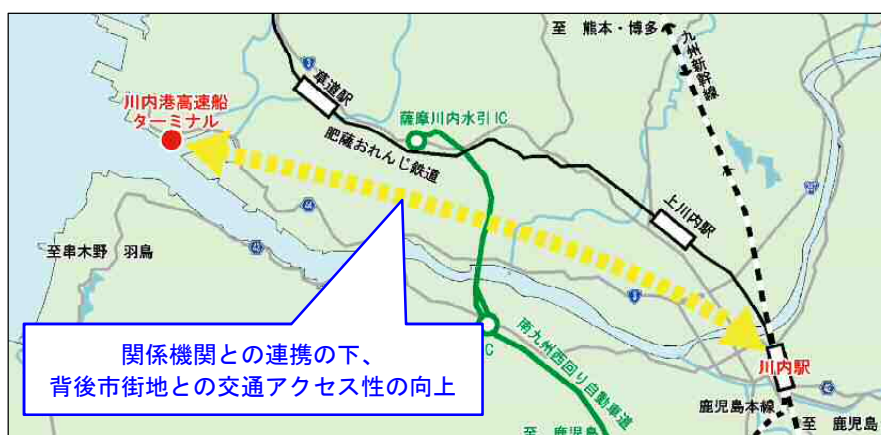 至 熊本・博多
九州新幹線
草道駅
川内港高速船
ターミナル
薩摩川内水引IC
肥薩おれんじ鉄道
上川内駅
至串木野 羽島
関係機関との連携の下、
背後市街地との交通アクセス性の向上
IC
南九州西回り自動車道
川内駅
鹿児島本線
至 鹿児島
至 鹿児島